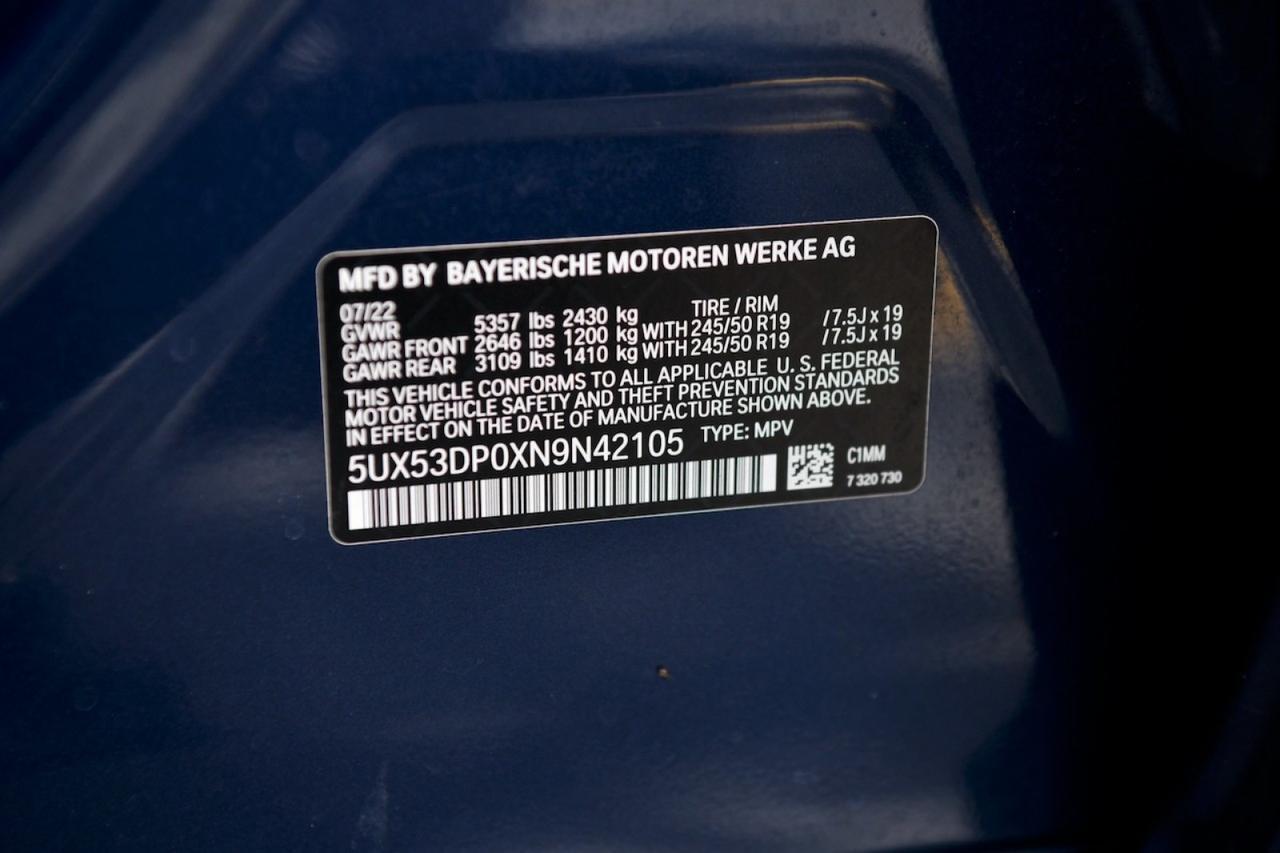 MFD BY BAYERISCHE MOTOREN WERKE AG
07/22 TIRE / RIM
GVWR 5357 lbs 2430 kg
GAWR FRONT 2646 lbs 1200 kg WITH 245/50 R19 /7.5J x 19
GAWR REAR 3109 lbs 1410 kg WITH 245/50 R19 /7.5J x 19
THIS VEHICLE CONFORMS TO ALL APPLICABLE U. S. FEDERAL
MOTOR VEHICLE SAFETY AND THEFT PREVENTION STANDARDS
IN EFFECT ON THE DATE OF MANUFACTURE SHOWN ABOVE.
5UX53DP0XN9N42105 TYPE: MPV
C1MM
7 320 730